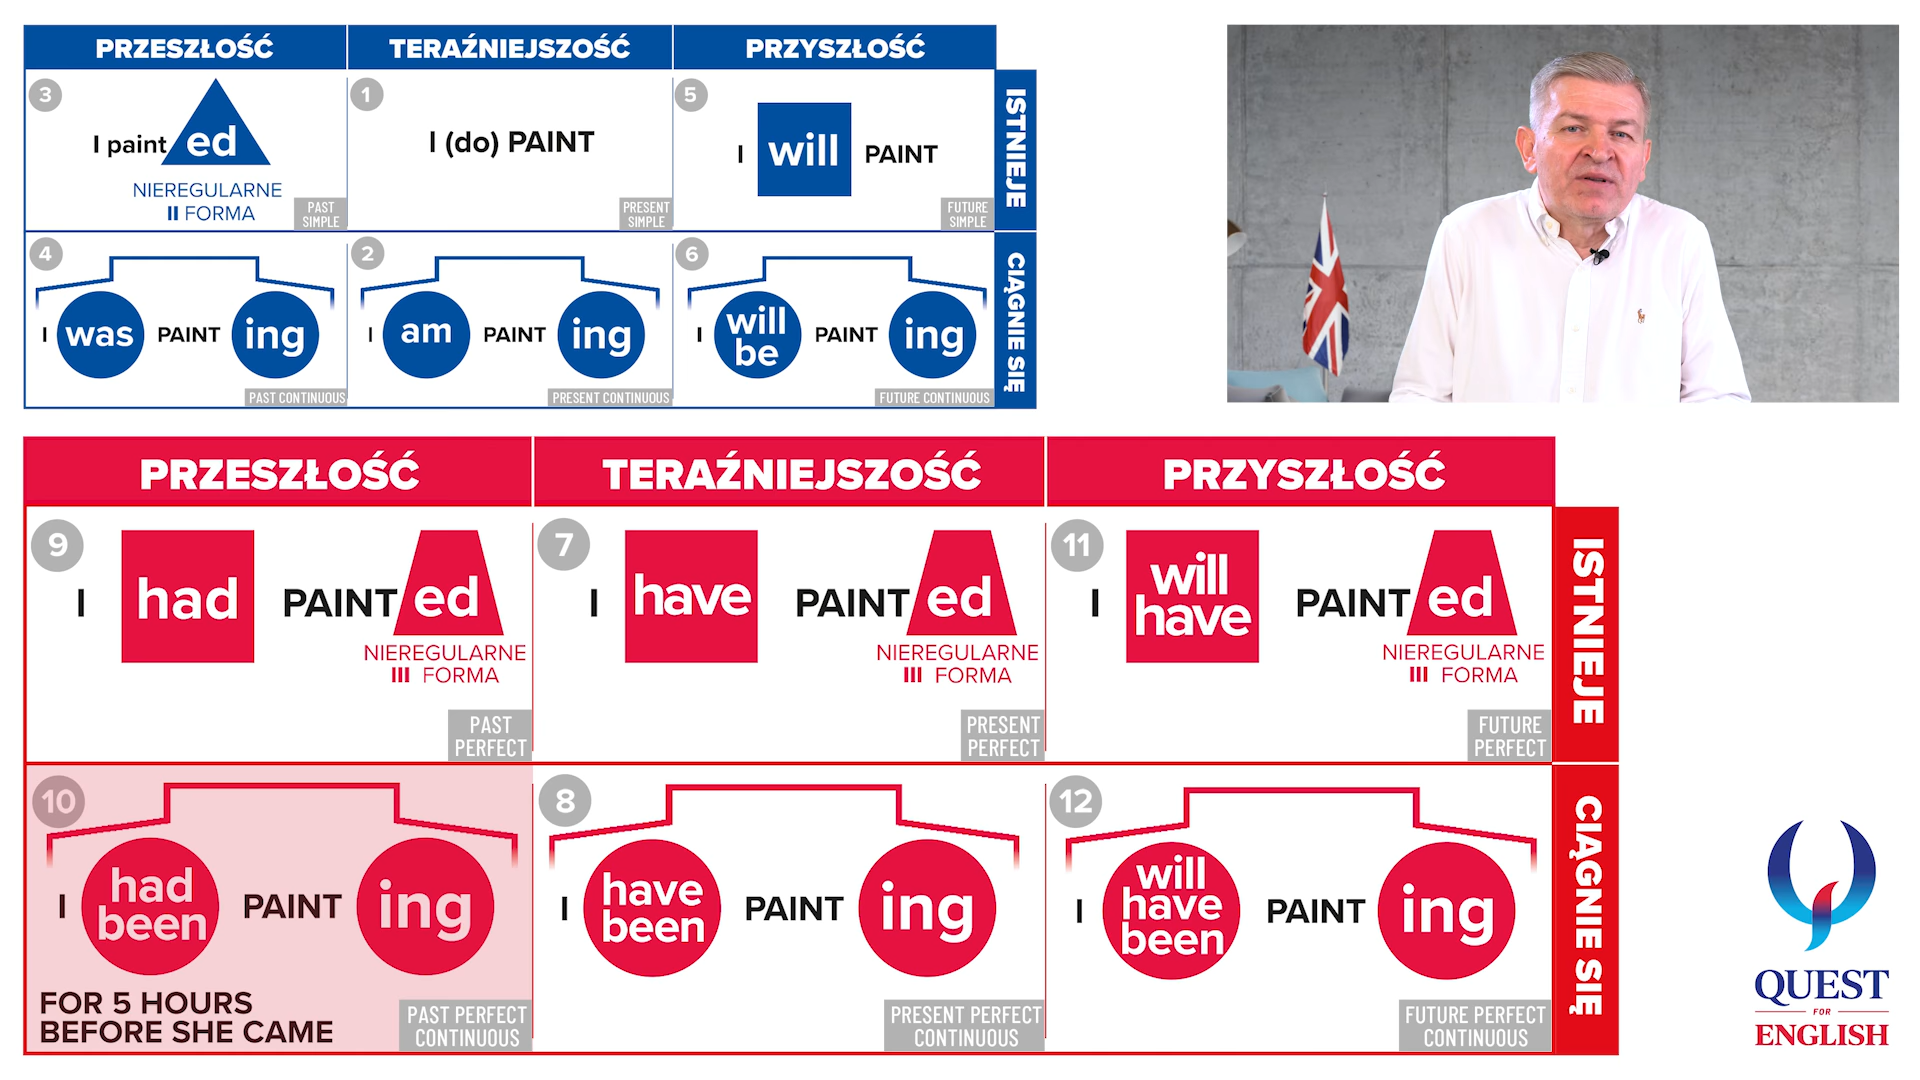 PRZESZŁOŚĆ
TERAŹNIEJSZOŚĆ
PRZYSZŁOŚĆ
3
I paint ed
NIEREGULARNE
II FORMA
PAST
SIMPLE
1
I (do) PAINT
PRESENT
SIMPLE
5
I will PAINT
FUTURE
SIMPLE
ISTNIEJE
4
I was PAINT ing
PAST CONTINUOUS
2
I am PAINT ing
PRESENT CONTINUOUS
6
I will be PAINT ing
FUTURE CONTINUOUS
CIĄGNIE SIĘ
PRZESZŁOŚĆ
TERAŹNIEJSZOŚĆ
PRZYSZŁOŚĆ
9
I had PAINT ed
NIEREGULARNE
III FORMA
PAST
PERFECT
7
I have PAINT ed
NIEREGULARNE
III FORMA
PRESENT
PERFECT
11
I will have PAINT ed
NIEREGULARNE
III FORMA
FUTURE
PERFECT
ISTNIEJE
10
I had been PAINT ing
FOR 5 HOURS
BEFORE SHE CAME
PAST PERFECT
CONTINUOUS
8
I have been PAINT ing
PRESENT PERFECT
CONTINUOUS
12
I will have been PAINT ing
FUTURE PERFECT
CONTINUOUS
CIĄGNIE SIĘ
QUEST
FOR
ENGLISH